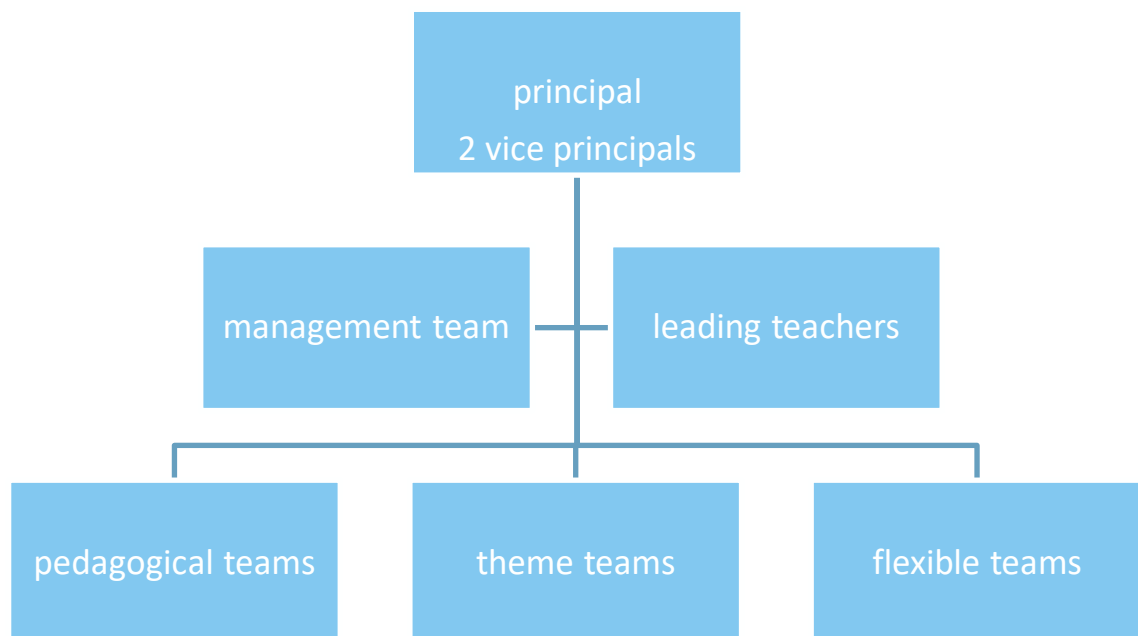 principal
2 vice principals
management team
leading teachers
pedagogical teams
theme teams
flexible teams